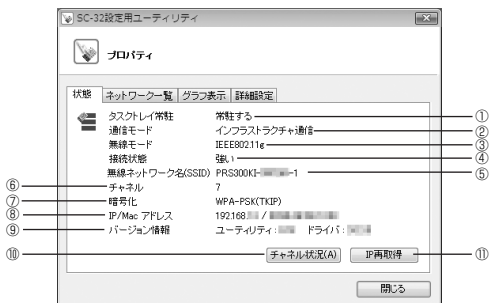 SC-32設定用ユーティリティ
プロパティ
状態 ネットワーク一覧 グラフ表示 詳細設定
タスクトレイ常駐 常駐する ①
通信モード インフラストラクチャ通信 ②
無線モード IEEE802.11g ③
接続状態 強い ④
無線ネットワーク名(SSID) PRS300KI- -1 ⑤
⑥ チャネル 7
⑦ 暗号化 WPA-PSK(TKIP)
⑧ IP/Mac アドレス 192.168. /
⑨ バージョン情報 ユーティリティ: ドライバ:
⑩ チャネル状況(A) IP再取得 ⑪
閉じる